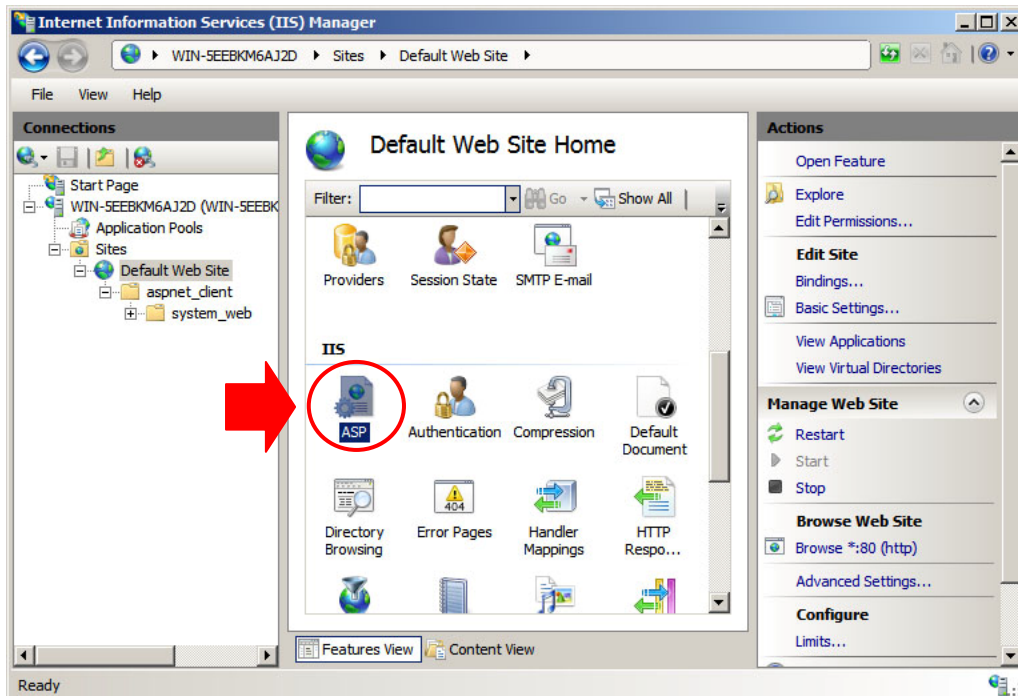 Internet Information Services (IIS) Manager
WIN-5EEBKM6AJ2D Sites Default Web Site
File View Help
Connections
Start Page
WIN-5EEBKM6AJ2D (WIN-5EEBK
Application Pools
Sites
Default Web Site
aspnet_client
system_web
Default Web Site Home
Filter: Go Show All
Providers Session State SMTP E-mail
IIS
ASP Authentication Compression Default
Document
404
Directory Error Pages Handler HTTP
Browsing Mappings Respo...
Features View Content View
Actions
Open Feature
Explore
Edit Permissions...
Edit Site
Bindings...
Basic Settings...
View Applications
View Virtual Directories
Manage Web Site
Restart
Start
Stop
Browse Web Site
Browse *:80 (http)
Advanced Settings...
Configure
Limits...
Ready